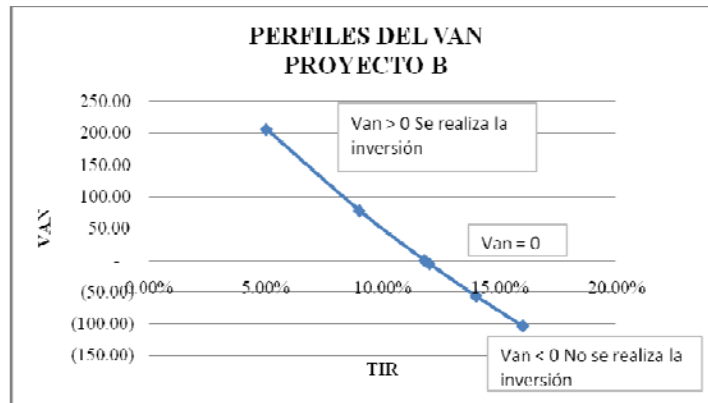 PERFILES DEL VAN
PROYECTO B
250.00
200.00
150.00
100.00
50.00
-
(50.00)
(100.00)
(150.00)
VAN
0.00%
5.00%
10.00%
15.00%
20.00%
TIR
Van > 0 Se realiza la
inversión
Van = 0
Van < 0 No se realiza la
inversión